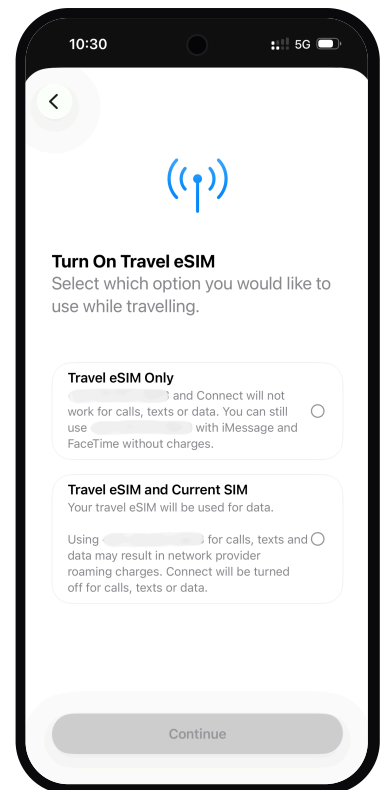 10:30
5G
Turn On Travel eSIM
Select which option you would like to
use while travelling.
Travel eSIM Only
and Connect will not
work for calls, texts or data. You can still
use with iMessage and
FaceTime without charges.
Travel eSIM and Current SIM
Your travel eSIM will be used for data.
Using for calls, texts and
data may result in network provider
roaming charges. Connect will be turned
off for calls, texts or data.
Continue